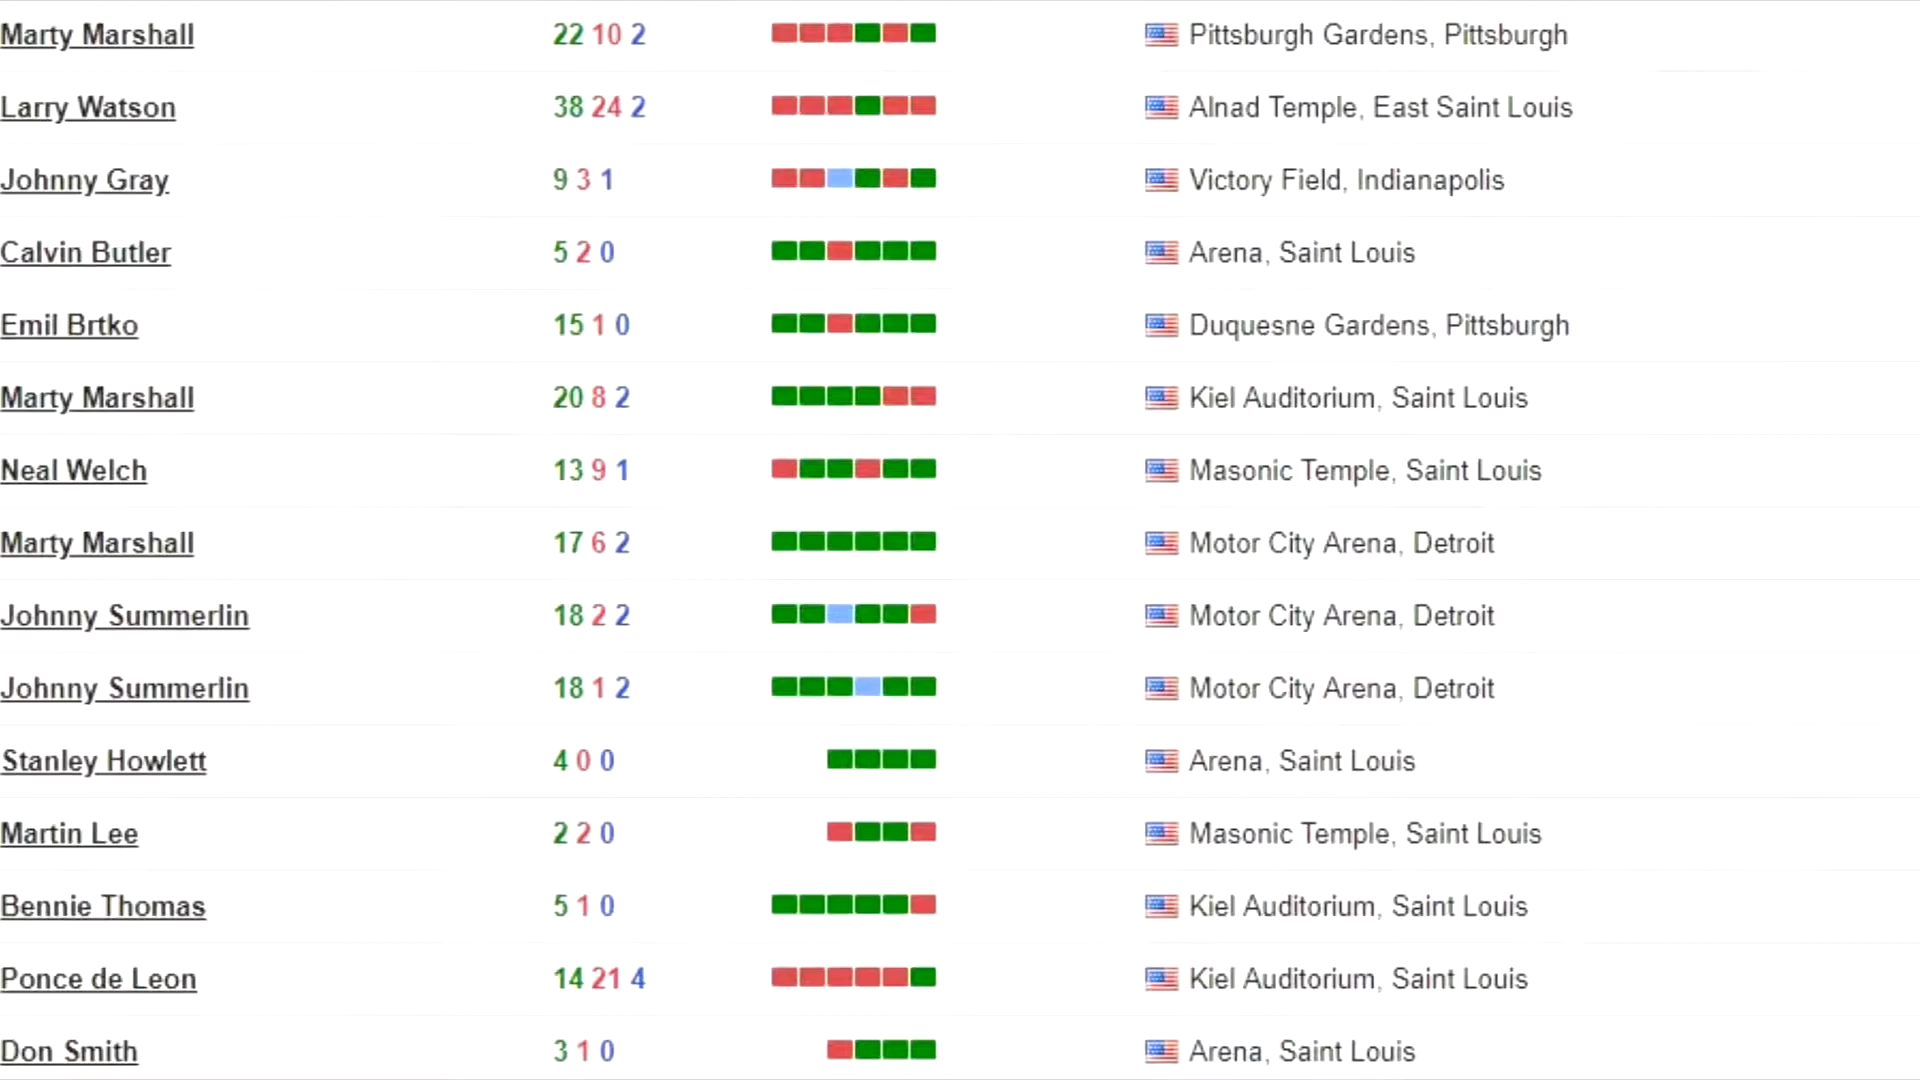 Marty Marshall 22 10 2 Pittsburgh Gardens, Pittsburgh
Larry Watson 38 24 2 Alnad Temple, East Saint Louis
Johnny Gray 9 3 1 Victory Field, Indianapolis
Calvin Butler 5 2 0 Arena, Saint Louis
Emil Brtko 15 1 0 Duquesne Gardens, Pittsburgh
Marty Marshall 20 8 2 Kiel Auditorium, Saint Louis
Neal Welch 13 9 1 Masonic Temple, Saint Louis
Marty Marshall 17 6 2 Motor City Arena, Detroit
Johnny Summerlin 18 2 2 Motor City Arena, Detroit
Johnny Summerlin 18 1 2 Motor City Arena, Detroit
Stanley Howlett 4 0 0 Arena, Saint Louis
Martin Lee 2 2 0 Masonic Temple, Saint Louis
Bennie Thomas 5 1 0 Kiel Auditorium, Saint Louis
Ponce de Leon 14 21 4 Kiel Auditorium, Saint Louis
Don Smith 3 1 0 Arena, Saint Louis